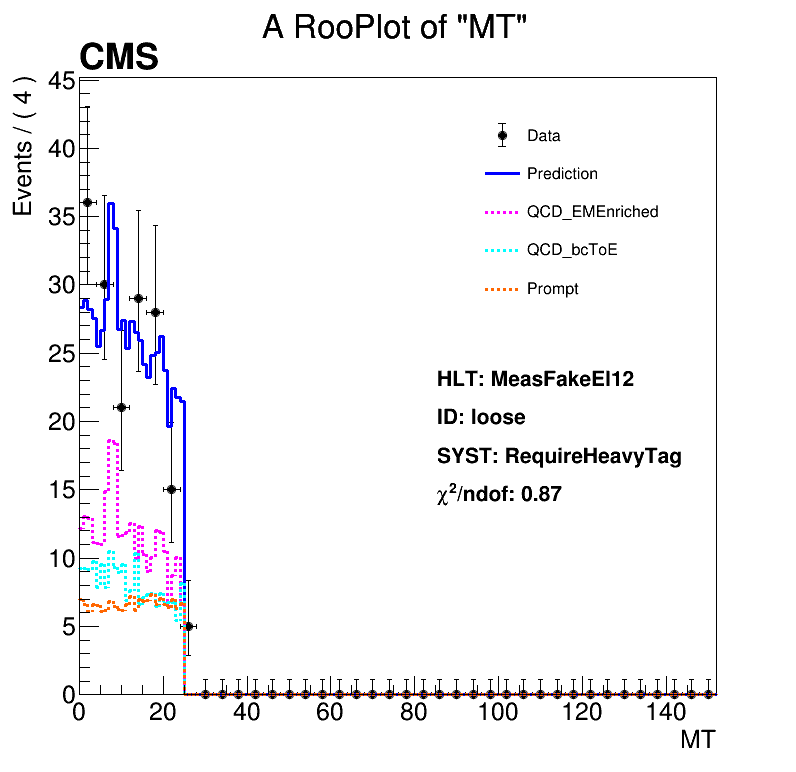 A RooPlot of "MT"
CMS
Events / ( 4 )
45
40
35
30
25
20
15
10
5
0
Data
Prediction
QCD_EMEnriched
QCD_bcToE
Prompt
HLT: MeasFakeEl12
ID: loose
SYST: RequireHeavyTag
χ²/ndof: 0.87
0 20 40 60 80 100 120 140
MT